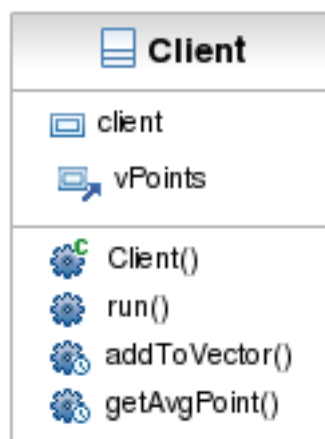 Client
client
vPoints
Client()
run()
addToVector()
getAvgPoint()